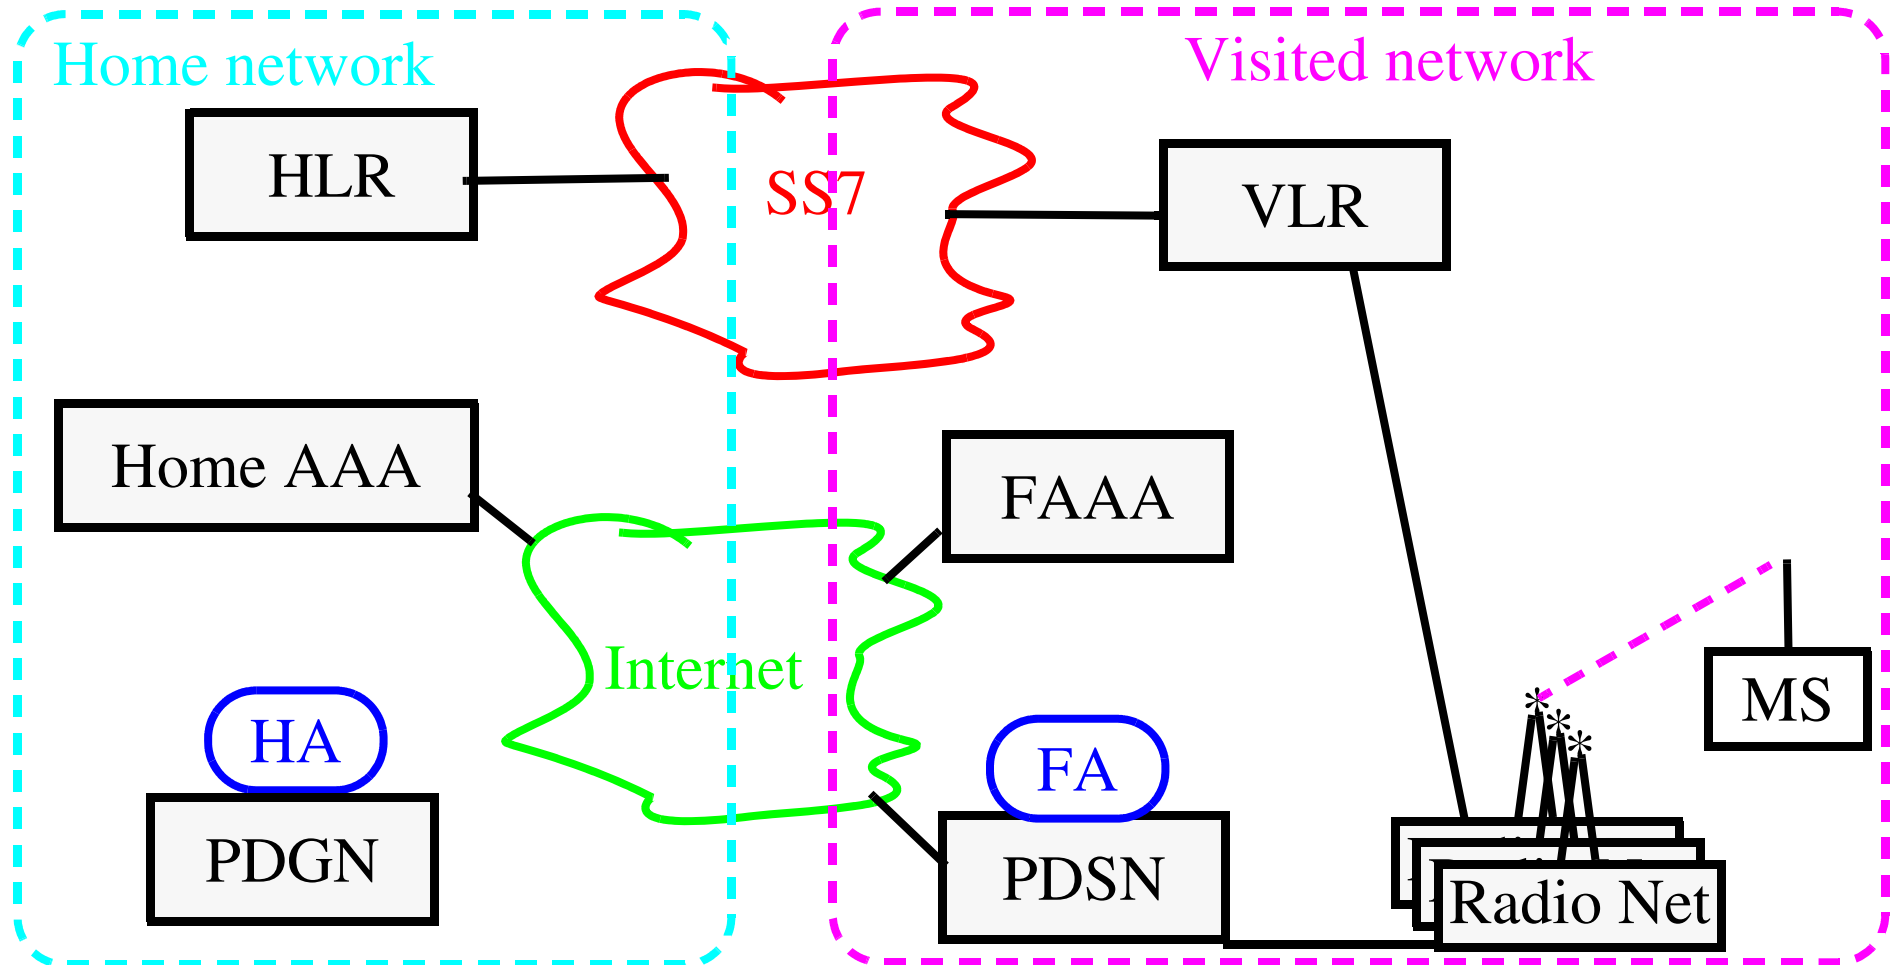 Home network
Visited network
HLR
SS7
VLR
Home AAA
FAAA
Internet
HA
FA
MS
PDGN
PDSN
Radio Net